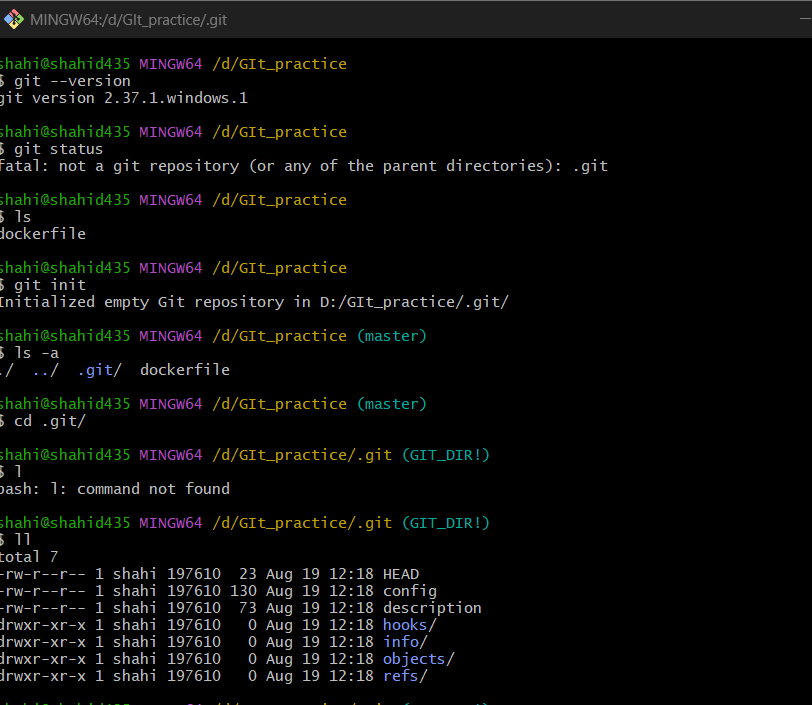 MINGW64:/d/GIt_practice/.git
shahi@shahid435 MINGW64 /d/GIt_practice
$ git --version
git version 2.37.1.windows.1
shahi@shahid435 MINGW64 /d/GIt_practice
$ git status
fatal: not a git repository (or any of the parent directories): .git
shahi@shahid435 MINGW64 /d/GIt_practice
$ ls
dockerfile
shahi@shahid435 MINGW64 /d/GIt_practice
$ git init
Initialized empty Git repository in D:/GIt_practice/.git/
shahi@shahid435 MINGW64 /d/GIt_practice (master)
$ ls -a
./  ../  .git/  dockerfile
shahi@shahid435 MINGW64 /d/GIt_practice (master)
$ cd .git/
shahi@shahid435 MINGW64 /d/GIt_practice/.git (GIT_DIR!)
$ l
bash: l: command not found
shahi@shahid435 MINGW64 /d/GIt_practice/.git (GIT_DIR!)
$ ll
total 7
-rw-r--r-- 1 shahi 197610  23 Aug 19 12:18 HEAD
-rw-r--r-- 1 shahi 197610 130 Aug 19 12:18 config
-rw-r--r-- 1 shahi 197610  73 Aug 19 12:18 description
drwxr-xr-x 1 shahi 197610   0 Aug 19 12:18 hooks/
drwxr-xr-x 1 shahi 197610   0 Aug 19 12:18 info/
drwxr-xr-x 1 shahi 197610   0 Aug 19 12:18 objects/
drwxr-xr-x 1 shahi 197610   0 Aug 19 12:18 refs/